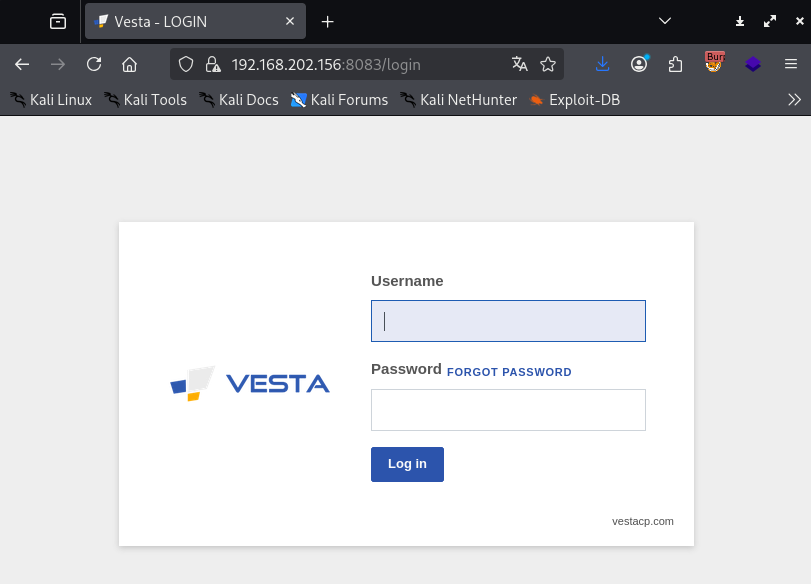 Vesta - LOGIN
192.168.202.156:8083/login
Kali Linux Kali Tools Kali Docs Kali Forums Kali NetHunter Exploit-DB
Username
Password FORGOT PASSWORD
VESTA
Log in
vestacp.com